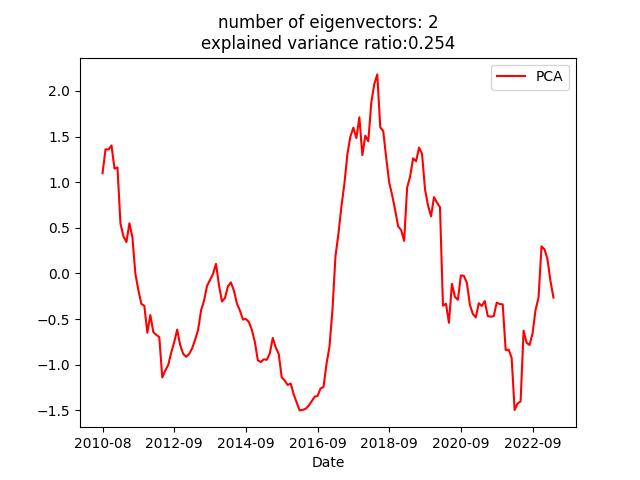 number of eigenvectors: 2
explained variance ratio:0.254
PCA
2.0
1.5
1.0
0.5
0.0
−0.5
−1.0
−1.5
2010-08 2012-09 2014-09 2016-09 2018-09 2020-09 2022-09
Date